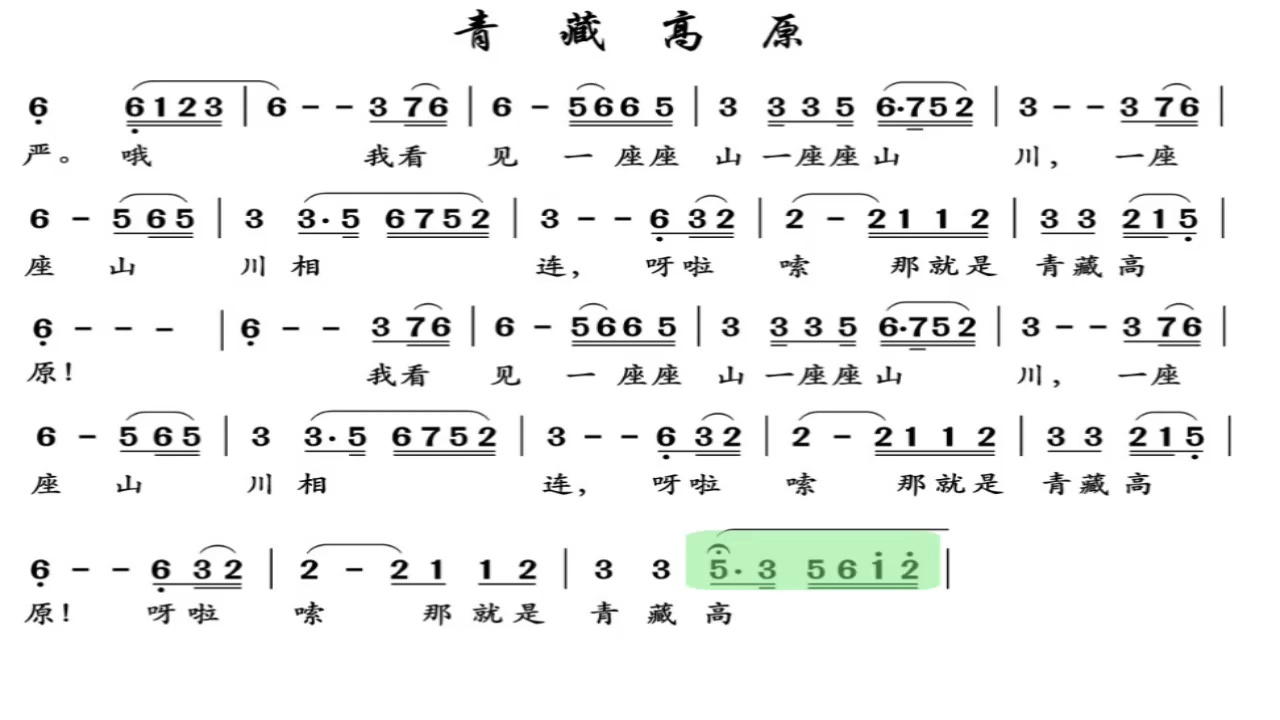 青藏高原
6 6123 | 6 - - 3 76 | 6 - 5665 | 3 335 6·752 | 3 - - 3 76 |
严。 哦 我看 见 一 座座 山 一座座山 川， 一座
6 - 565 | 3 3·5 6752 | 3 - - 6 32 | 2 - 2112 | 33 215 |
座 山 川 相 连， 呀啦 嗦 那就是 青藏高
6 - - - | 6 - - 3 76 | 6 - 5665 | 3 335 6·752 | 3 - - 3 76 |
原！ 我看 见 一 座座 山 一座座山 川， 一座
6 - 565 | 3 3·5 6752 | 3 - - 6 32 | 2 - 2112 | 33 215 |
座 山 川 相 连， 呀啦 嗦 那就是 青藏高
6 - - 6 32 | 2 - 21 12 | 3 3 5·3 5612 |
原！ 呀啦 嗦 那就是 青藏高